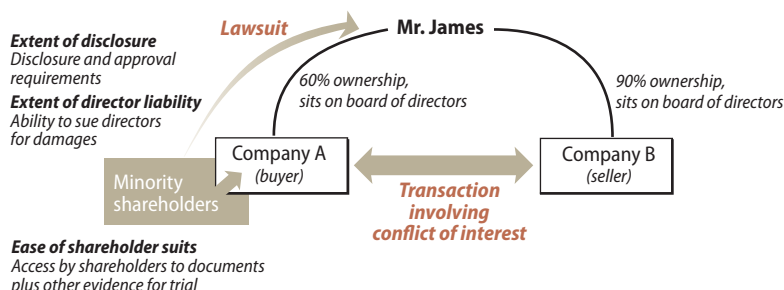 Lawsuit
Mr. James
Extent of disclosure
Disclosure and approval
requirements
Extent of director liability
Ability to sue directors
for damages
60% ownership,
sits on board of directors
90% ownership,
sits on board of directors
Company A
(buyer)
Company B
(seller)
Minority
shareholders
Transaction
involving
conflict of interest
Ease of shareholder suits
Access by shareholders to documents
plus other evidence for trial